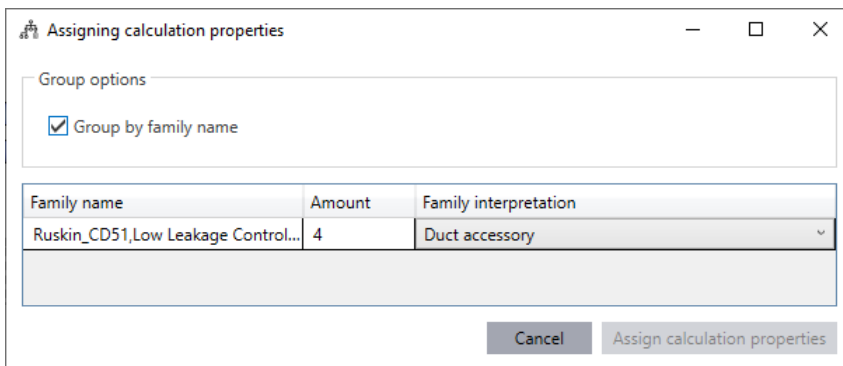 Assigning calculation properties
Group options
Group by family name
Family name Amount Family interpretation
Ruskin_CD51,Low Leakage Control... 4 Duct accessory
Cancel Assign calculation properties